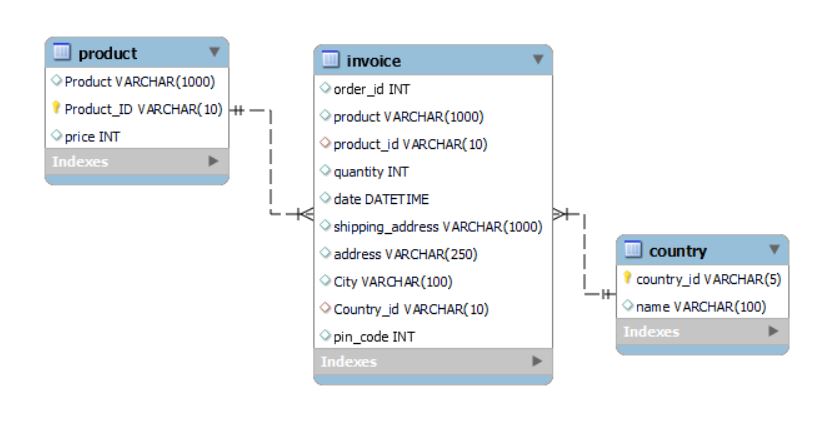 product
Product VARCHAR(1000)
Product_ID VARCHAR(10)
price INT
Indexes
invoice
order_id INT
product VARCHAR(1000)
product_id VARCHAR(10)
quantity INT
date DATETIME
shipping_address VARCHAR(1000)
address VARCHAR(250)
City VARCHAR(100)
Country_id VARCHAR(10)
pin_code INT
Indexes
country
country_id VARCHAR(5)
name VARCHAR(100)
Indexes